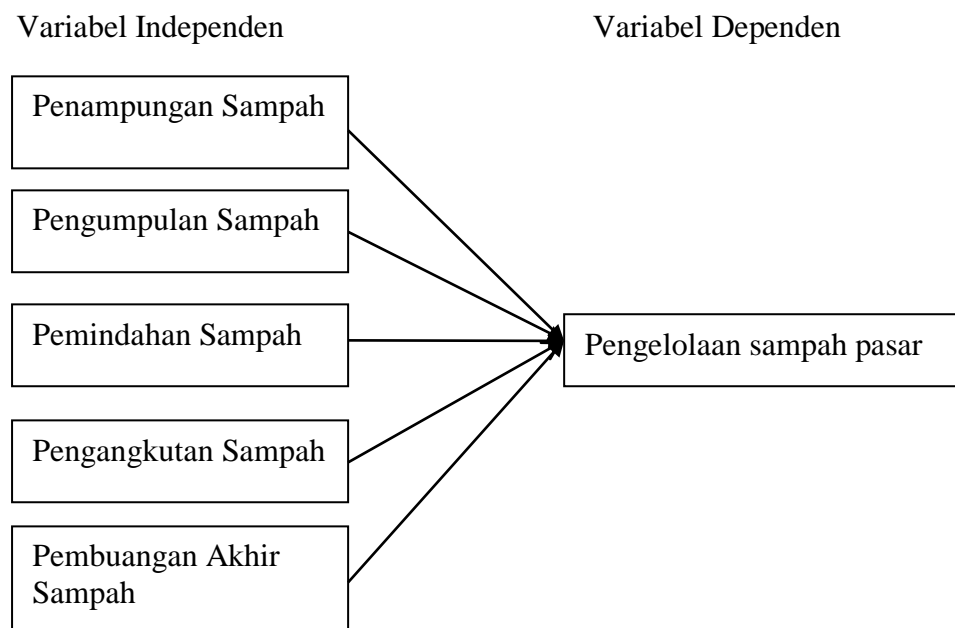 Variabel Independen
Variabel Dependen
Penampungan Sampah
Pengumpulan Sampah
Pemindahan Sampah
Pengelolaan sampah pasar
Pengangkutan Sampah
Pembuangan Akhir
Sampah